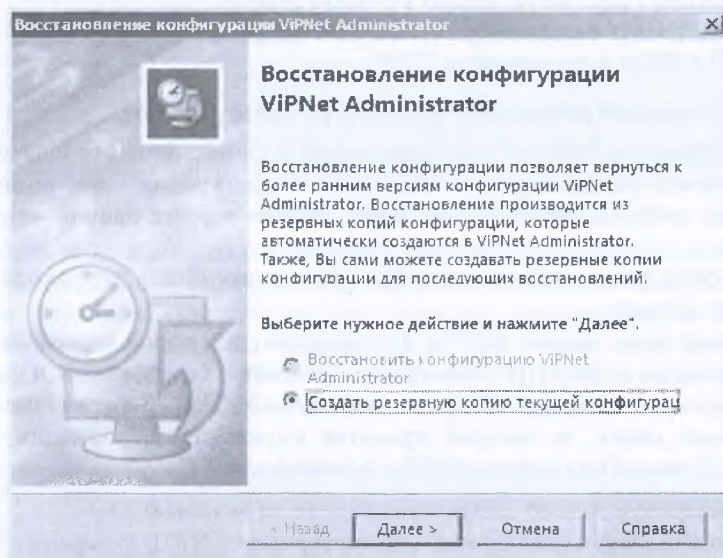 Восстановление конфигурации ViPNet Administrator
Восстановление конфигурации
ViPNet Administrator
Восстановление конфигурации позволяет вернуться к
более ранним версиям конфигурации ViPNet
Administrator. Восстановление производится из
резервных копий конфигурации, которые
автоматически создаются в ViPNet Administrator.
Также, Вы сами можете создавать резервные копии
конфигурации для последующих восстановлений.
Выберите нужное действие и нажмите "Далее".
Восстановить конфигурацию ViPNet
Administrator
Создать резервную копию текущей конфигурац
< Назад
Далее >
Отмена
Справка